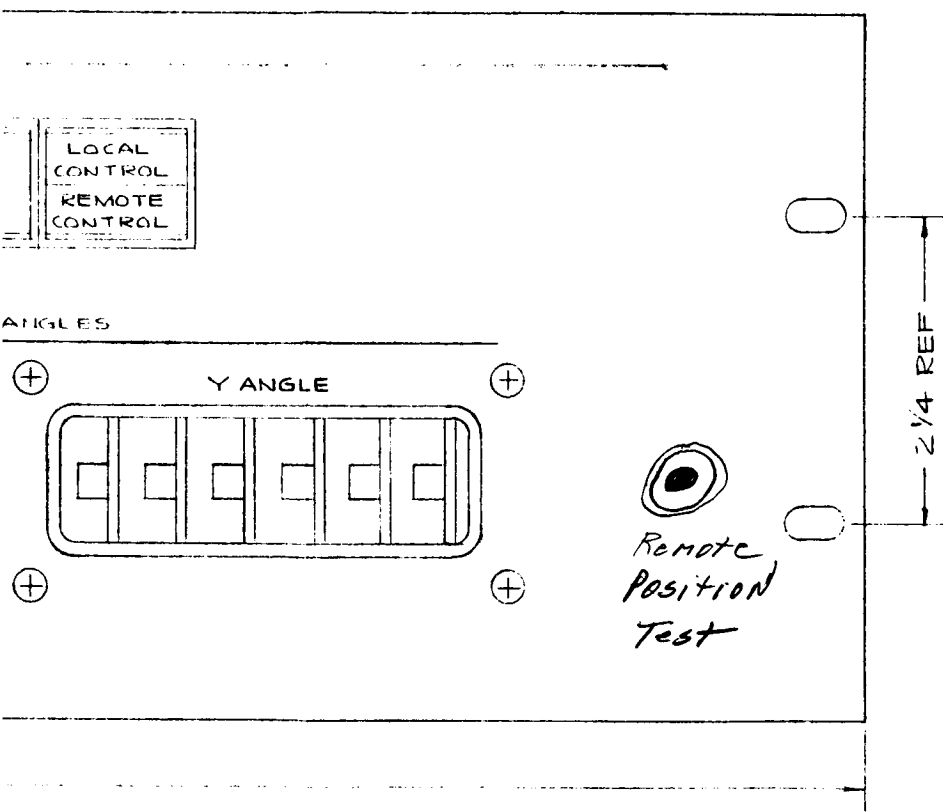 LOCAL
CONTROL
REMOTE
CONTROL
ANGLES
Y ANGLE
2 1/4 REF
Remote
Position
Test